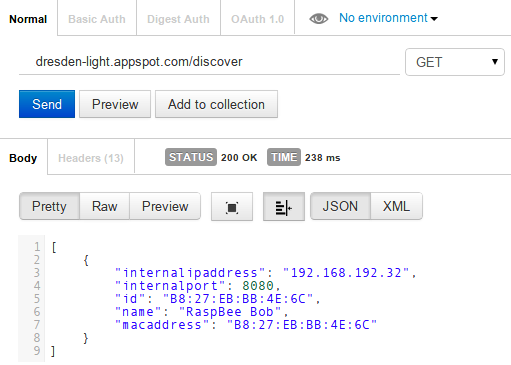 Normal Basic Auth Digest Auth OAuth 1.0 No environment
dresden-light.appspot.com/discover GET
Send Preview Add to collection
Body Headers (13) STATUS 200 OK TIME 238 ms
Pretty Raw Preview JSON XML
1 [
2 {
3 "internalipaddress": "192.168.192.32",
4 "internalport": 8080,
5 "id": "B8:27:EB:BB:4E:6C",
6 "name": "RaspBee Bob",
7 "macaddress": "B8:27:EB:BB:4E:6C"
8 }
9 ]